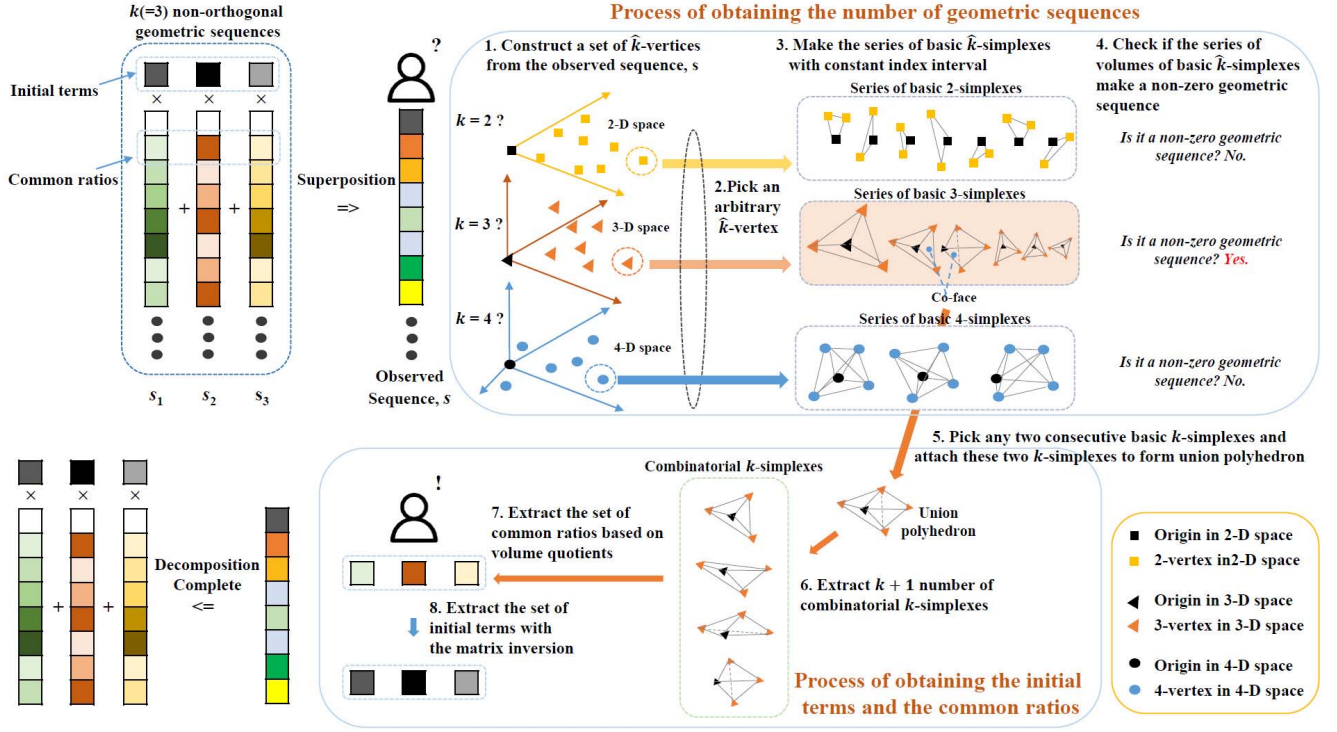 k(=3) non-orthogonal
geometric sequences
Initial terms
×
×
×
Common ratios
+
+
s1
s2
s3
Superposition
=>
?
Observed
Sequence, s
Process of obtaining the number of geometric sequences
1. Construct a set of k̂-vertices
from the observed sequence, s
k = 2 ?
2-D space
k = 3 ?
3-D space
k = 4 ?
4-D space
2.Pick an
arbitrary
k̂-vertex
3. Make the series of basic k̂-simplexes
with constant index interval
Series of basic 2-simplexes
Series of basic 3-simplexes
Co-face
Series of basic 4-simplexes
4. Check if the series of
volumes of basic k̂-simplexes
make a non-zero geometric
sequence
Is it a non-zero geometric
sequence? No.
Is it a non-zero geometric
sequence? Yes.
Is it a non-zero geometric
sequence? No.
5. Pick any two consecutive basic k-simplexes and
attach these two k-simplexes to form union polyhedron
Union
polyhedron
Combinatorial k-simplexes
6. Extract k + 1 number of
combinatorial k-simplexes
!
7. Extract the set of
common ratios based on
volume quotients
8. Extract the set of
initial terms with
the matrix inversion
Process of obtaining the initial
terms and the common ratios
×
×
×
+
+
Decomposition
Complete
<=
Origin in 2-D space
2-vertex in2-D space
Origin in 3-D space
3-vertex in 3-D space
Origin in 4-D space
4-vertex in 4-D space